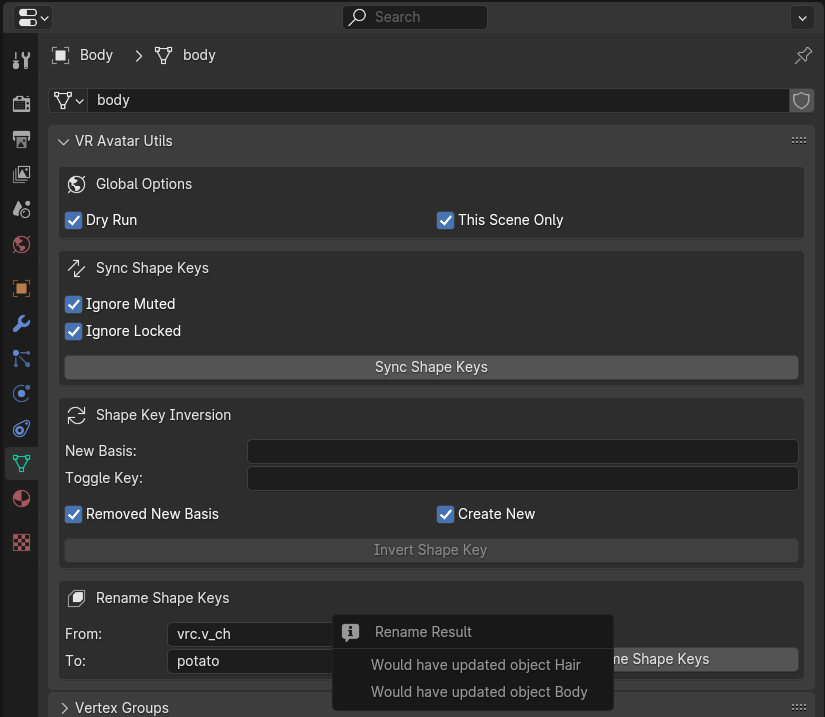 Search
Body
body
body
VR Avatar Utils
Global Options
Dry Run
This Scene Only
Sync Shape Keys
Ignore Muted
Ignore Locked
Sync Shape Keys
Shape Key Inversion
New Basis:
Toggle Key:
Removed New Basis
Create New
Invert Shape Key
Rename Shape Keys
From:
vrc.v_ch
To:
potato
Rename Result
Would have updated object Hair
Would have updated object Body
Shape Keys
Vertex Groups